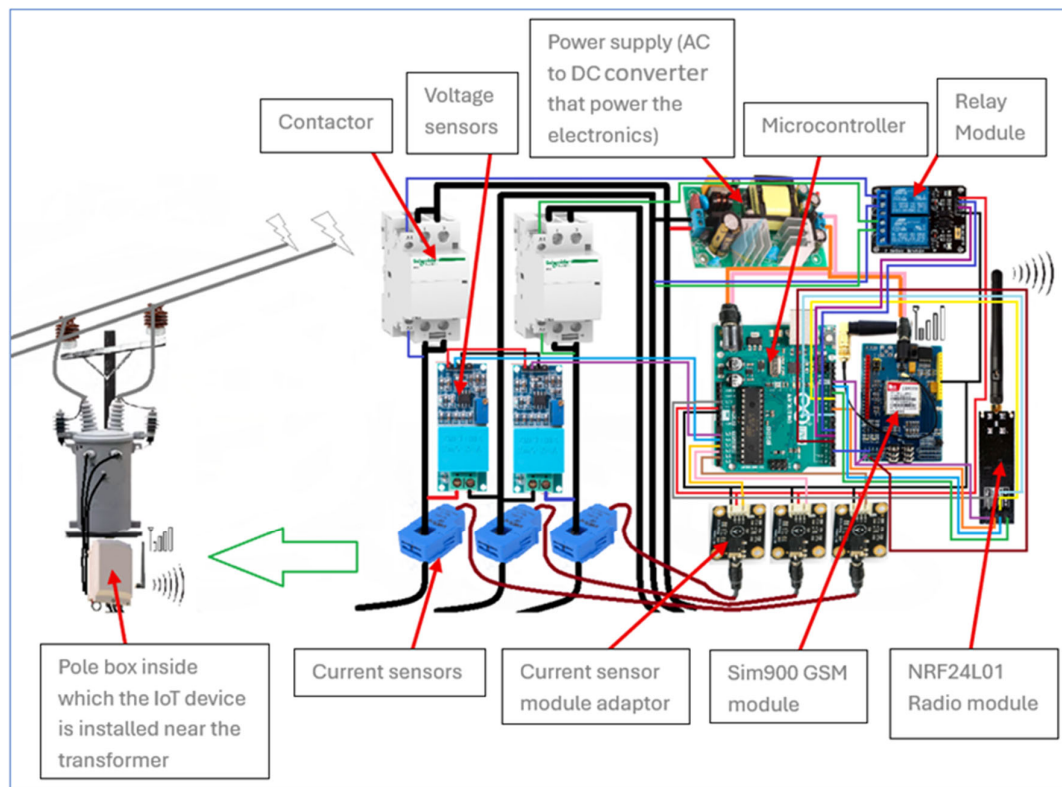 Power supply (AC
to DC converter
that power the
electronics)
Voltage
sensors
Contactor
Microcontroller
Relay
Module
Pole box inside
which the IoT device
is installed near the
transformer
Current sensors
Current sensor
module adaptor
Sim900 GSM
module
NRF24L01
Radio module